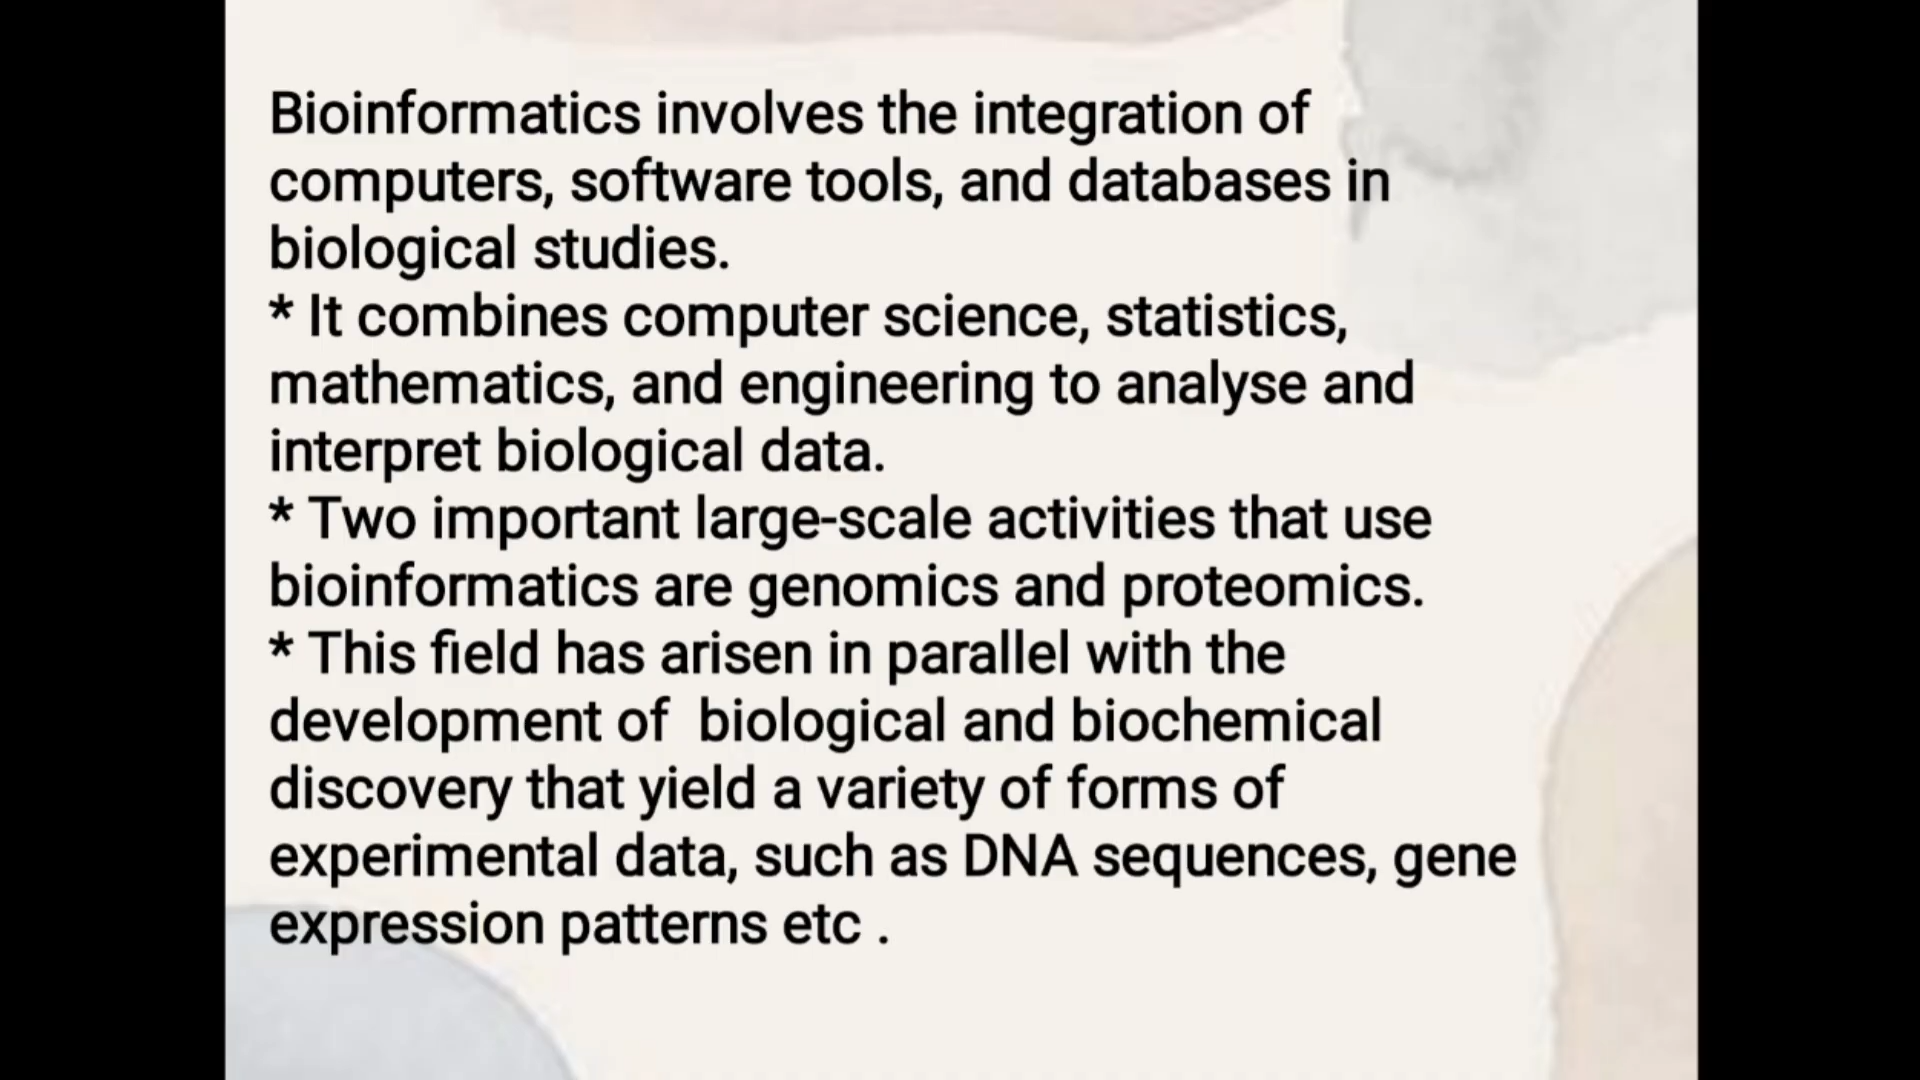 Bioinformatics involves the integration of
computers, software tools, and databases in
biological studies.
* It combines computer science, statistics,
mathematics, and engineering to analyse and
interpret biological data.
* Two important large-scale activities that use
bioinformatics are genomics and proteomics.
* This field has arisen in parallel with the
development of  biological and biochemical
discovery that yield a variety of forms of
experimental data, such as DNA sequences, gene
expression patterns etc .